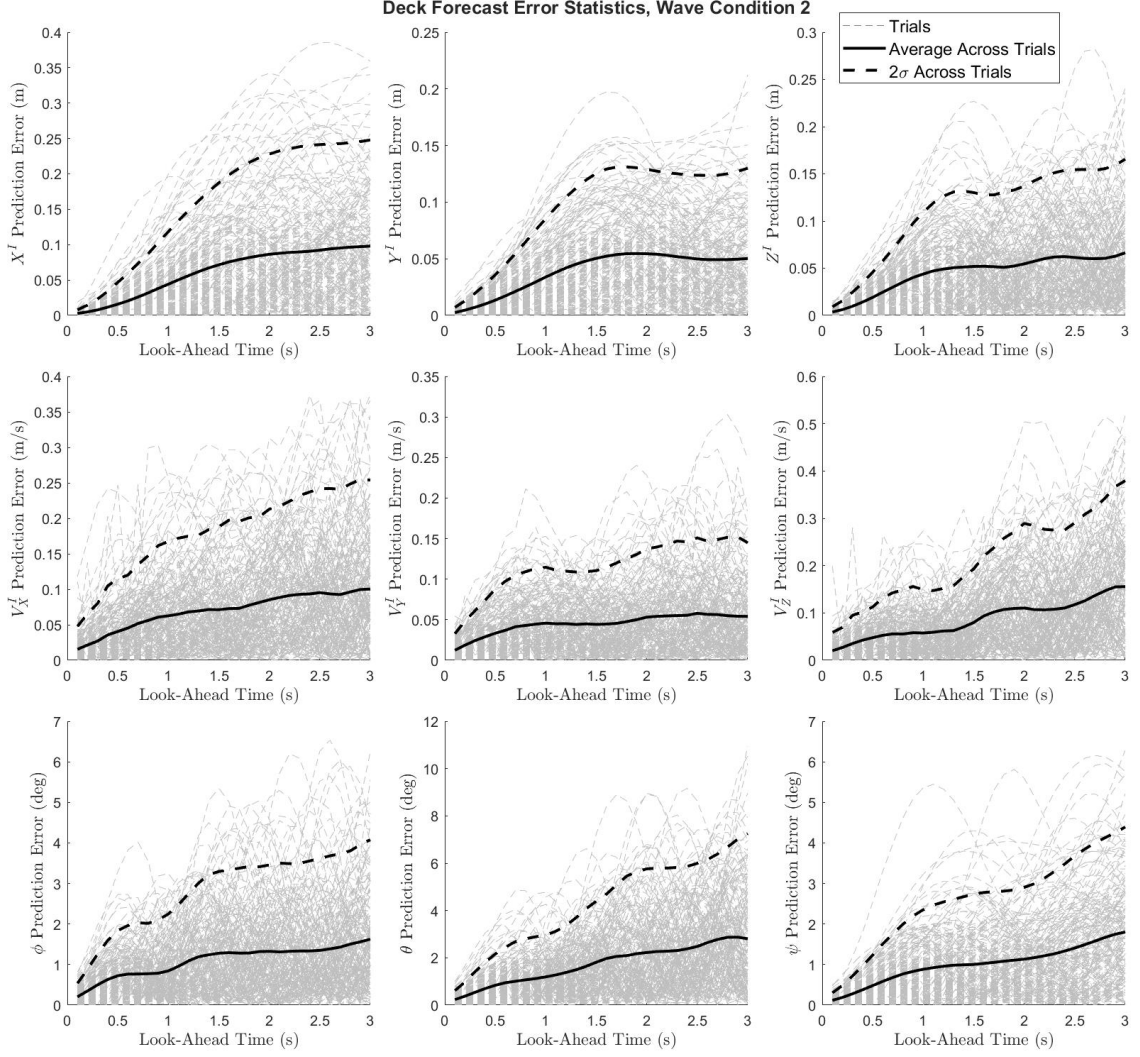 Deck Forecast Error Statistics, Wave Condition 2
Trials
Average Across Trials
2σ Across Trials
X^I Prediction Error (m)
0.4
0.35
0.3
0.25
0.2
0.15
0.1
0.05
0
0 0.5 1 1.5 2 2.5 3
Look-Ahead Time (s)
Y^I Prediction Error (m)
0.25
0.2
0.15
0.1
0.05
0
0 0.5 1 1.5 2 2.5 3
Look-Ahead Time (s)
Z^I Prediction Error (m)
0.3
0.25
0.2
0.15
0.1
0.05
0
0 0.5 1 1.5 2 2.5 3
Look-Ahead Time (s)
V_X^I Prediction Error (m/s)
0.4
0.35
0.3
0.25
0.2
0.15
0.1
0.05
0
0 0.5 1 1.5 2 2.5 3
Look-Ahead Time (s)
V_Y^I Prediction Error (m/s)
0.35
0.3
0.25
0.2
0.15
0.1
0.05
0
0 0.5 1 1.5 2 2.5 3
Look-Ahead Time (s)
V_Z^I Prediction Error (m/s)
0.6
0.5
0.4
0.3
0.2
0.1
0
0 0.5 1 1.5 2 2.5 3
Look-Ahead Time (s)
ϕ Prediction Error (deg)
7
6
5
4
3
2
1
0
0 0.5 1 1.5 2 2.5 3
Look-Ahead Time (s)
θ Prediction Error (deg)
12
10
8
6
4
2
0
0 0.5 1 1.5 2 2.5 3
Look-Ahead Time (s)
ψ Prediction Error (deg)
7
6
5
4
3
2
1
0
0 0.5 1 1.5 2 2.5 3
Look-Ahead Time (s)